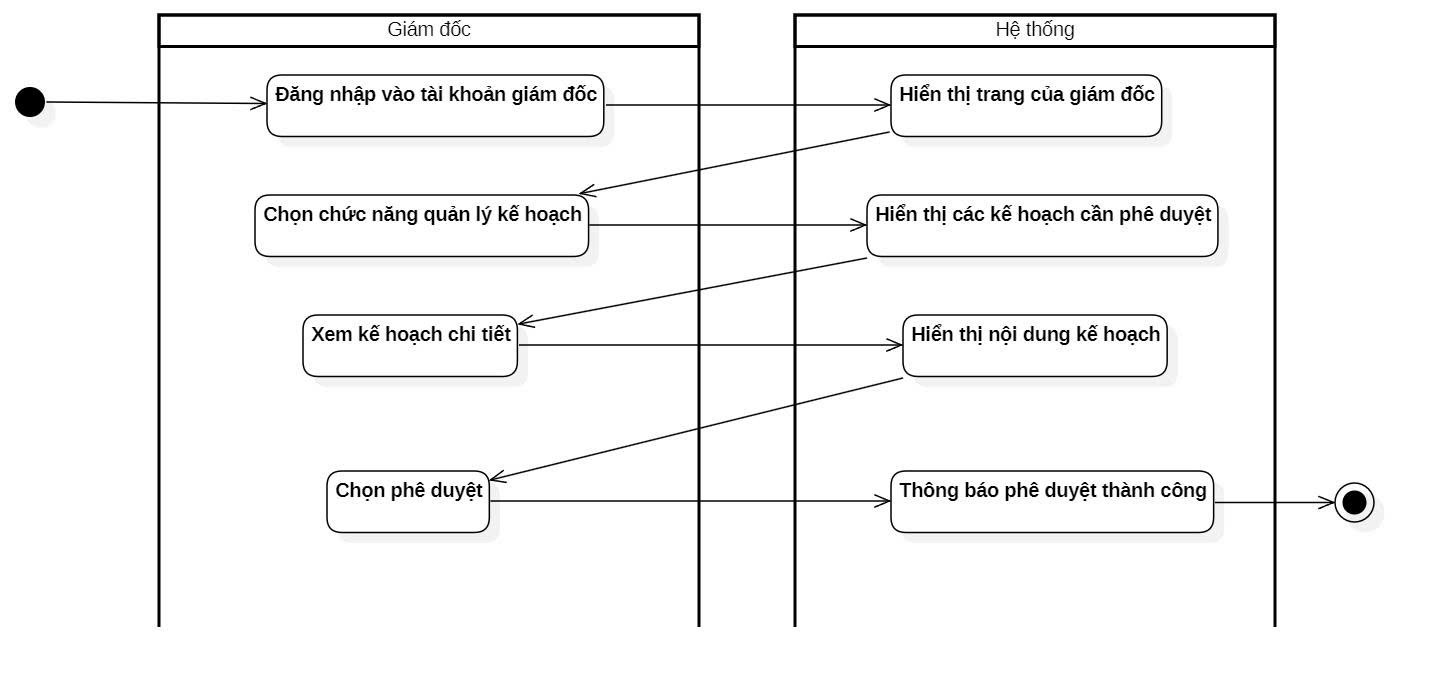 Giám đốc
Hệ thống
Đăng nhập vào tài khoản giám đốc
Hiển thị trang của giám đốc
Chọn chức năng quản lý kế hoạch
Hiển thị các kế hoạch cần phê duyệt
Xem kế hoạch chi tiết
Hiển thị nội dung kế hoạch
Chọn phê duyệt
Thông báo phê duyệt thành công